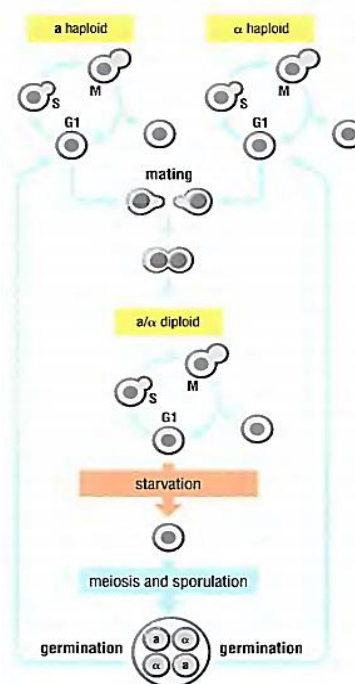 a haploid
α haploid
M
S
G1
M
S
G1
mating
a/α diploid
M
S
G1
starvation
meiosis and sporulation
germination
a α
α a
germination